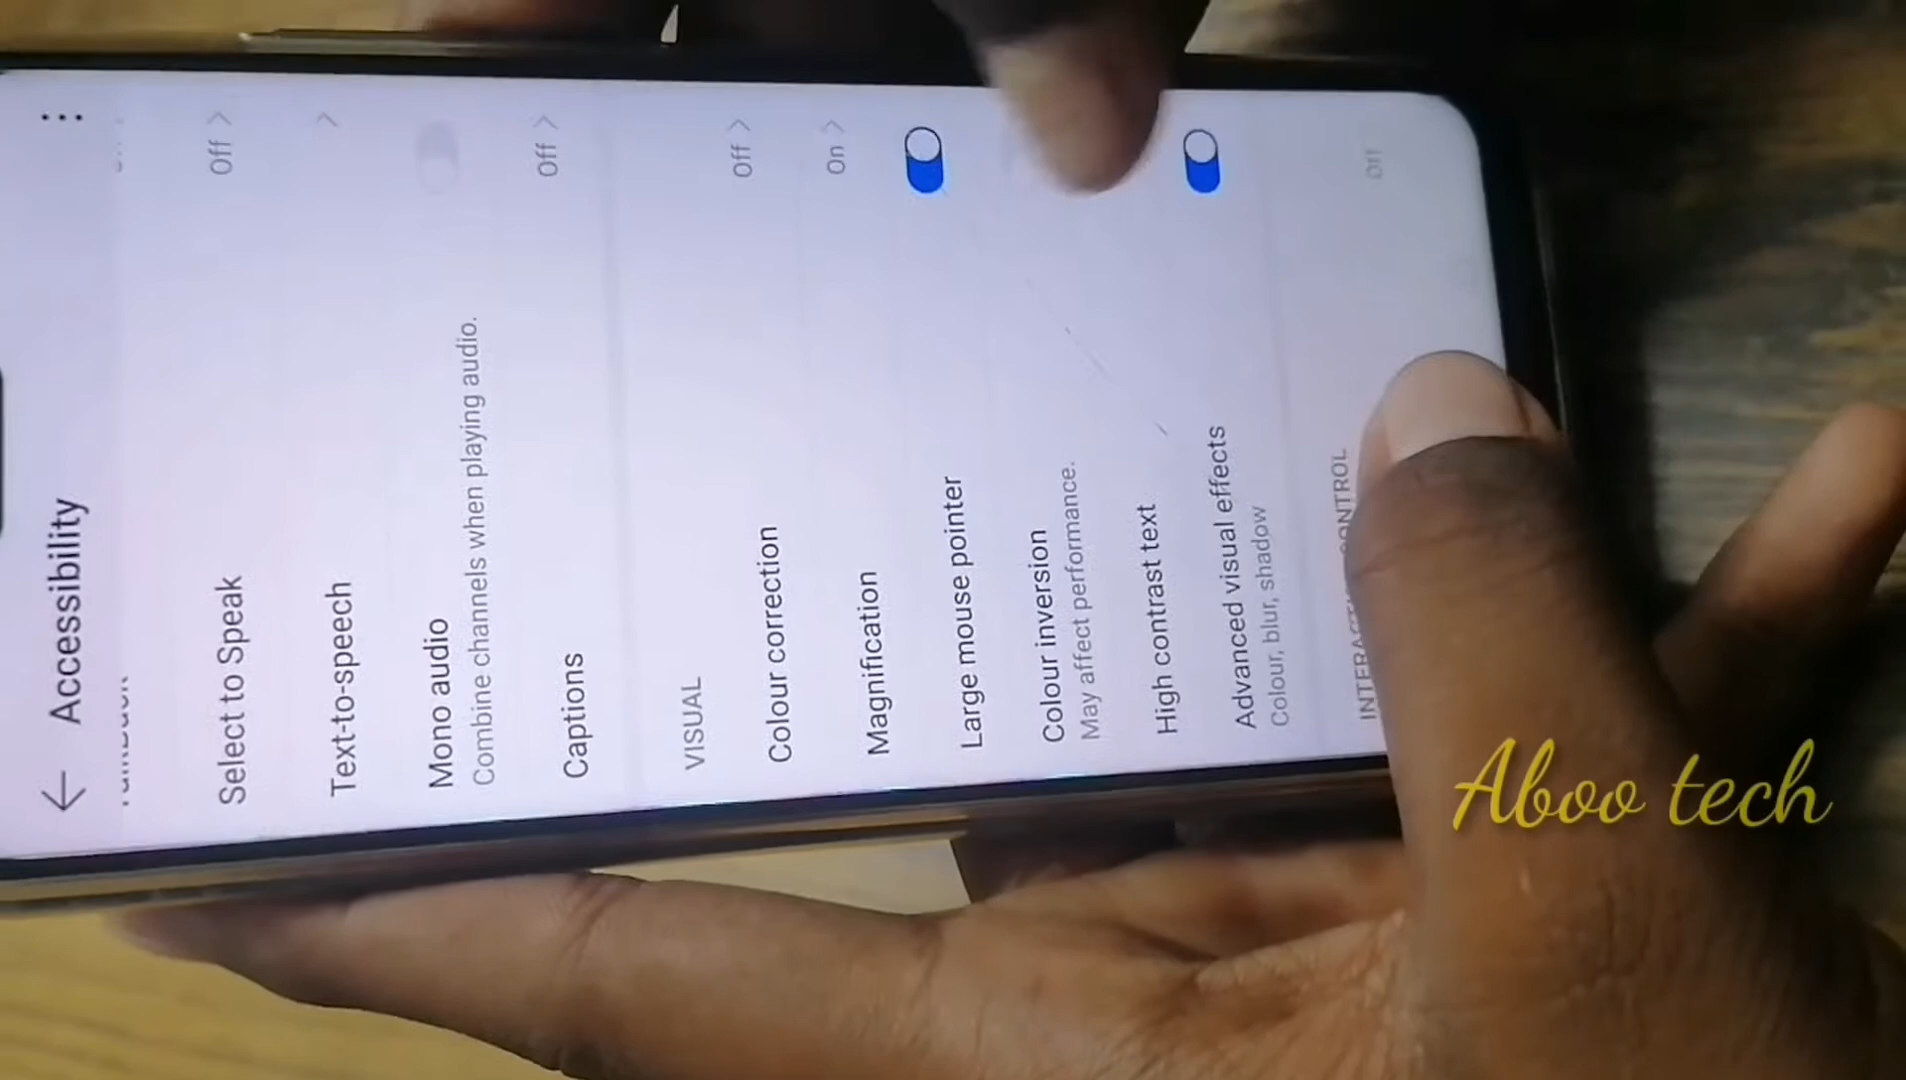 Accessibility
Select to Speak
Off
Text-to-speech
Mono audio
Combine channels when playing audio.
Captions
Off
VISUAL
Colour correction
Off
Magnification
On
Large mouse pointer
Colour inversion
May affect performance.
High contrast text
Advanced visual effects
Colour, blur, shadow
CONTROL
Off
Aboo tech